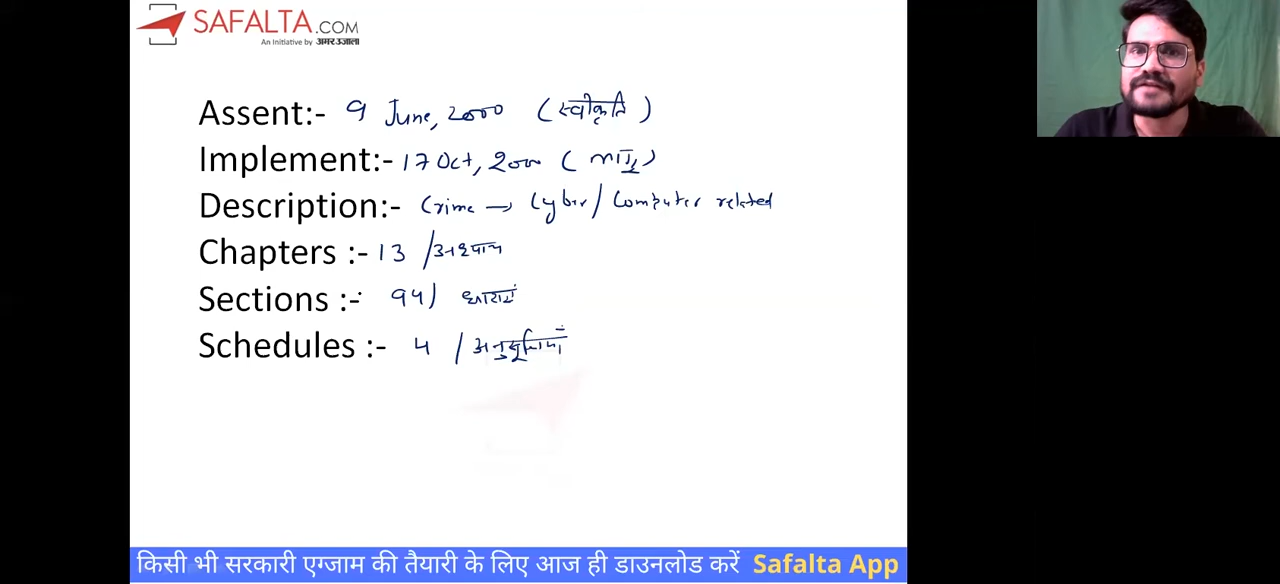 SAFALTA.COM
An Initiative by अमर उजाला
Assent:- 9 June, 2000 (स्वीकृति)
Implement:- 17 Oct, 2000 (लागू)
Description:- Crime → Cyber/Computer related
Chapters :- 13 /अध्याय
Sections :- 94/ धाराएं
Schedules :- 4 /अनुसूचियां
किसी भी सरकारी एग्जाम की तैयारी के लिए आज ही डाउनलोड करें Safalta App